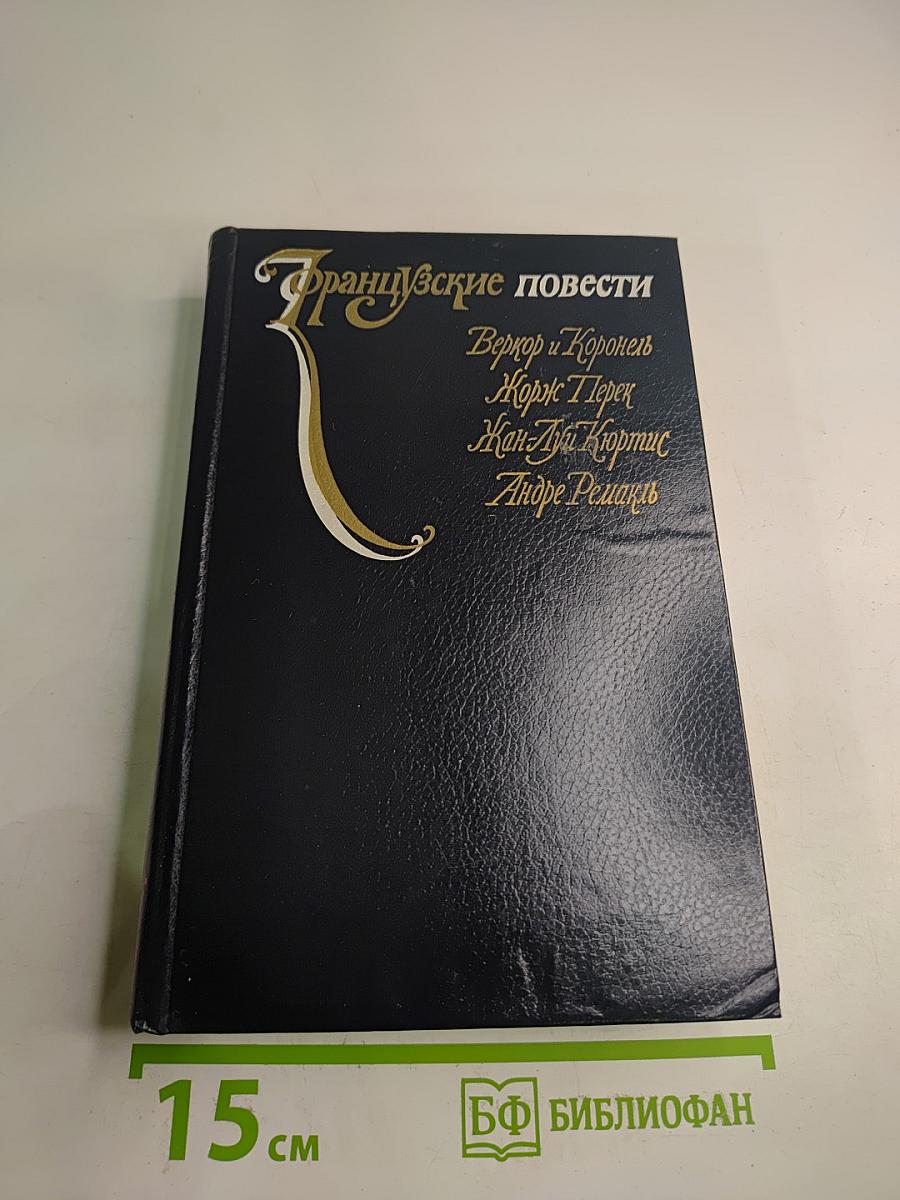 Французские повести
Веркор и Коронель
Жорж Перек
Жан-Луи Кюртис
Андре Ремакль
15 см
БФ БИБЛИОФАН